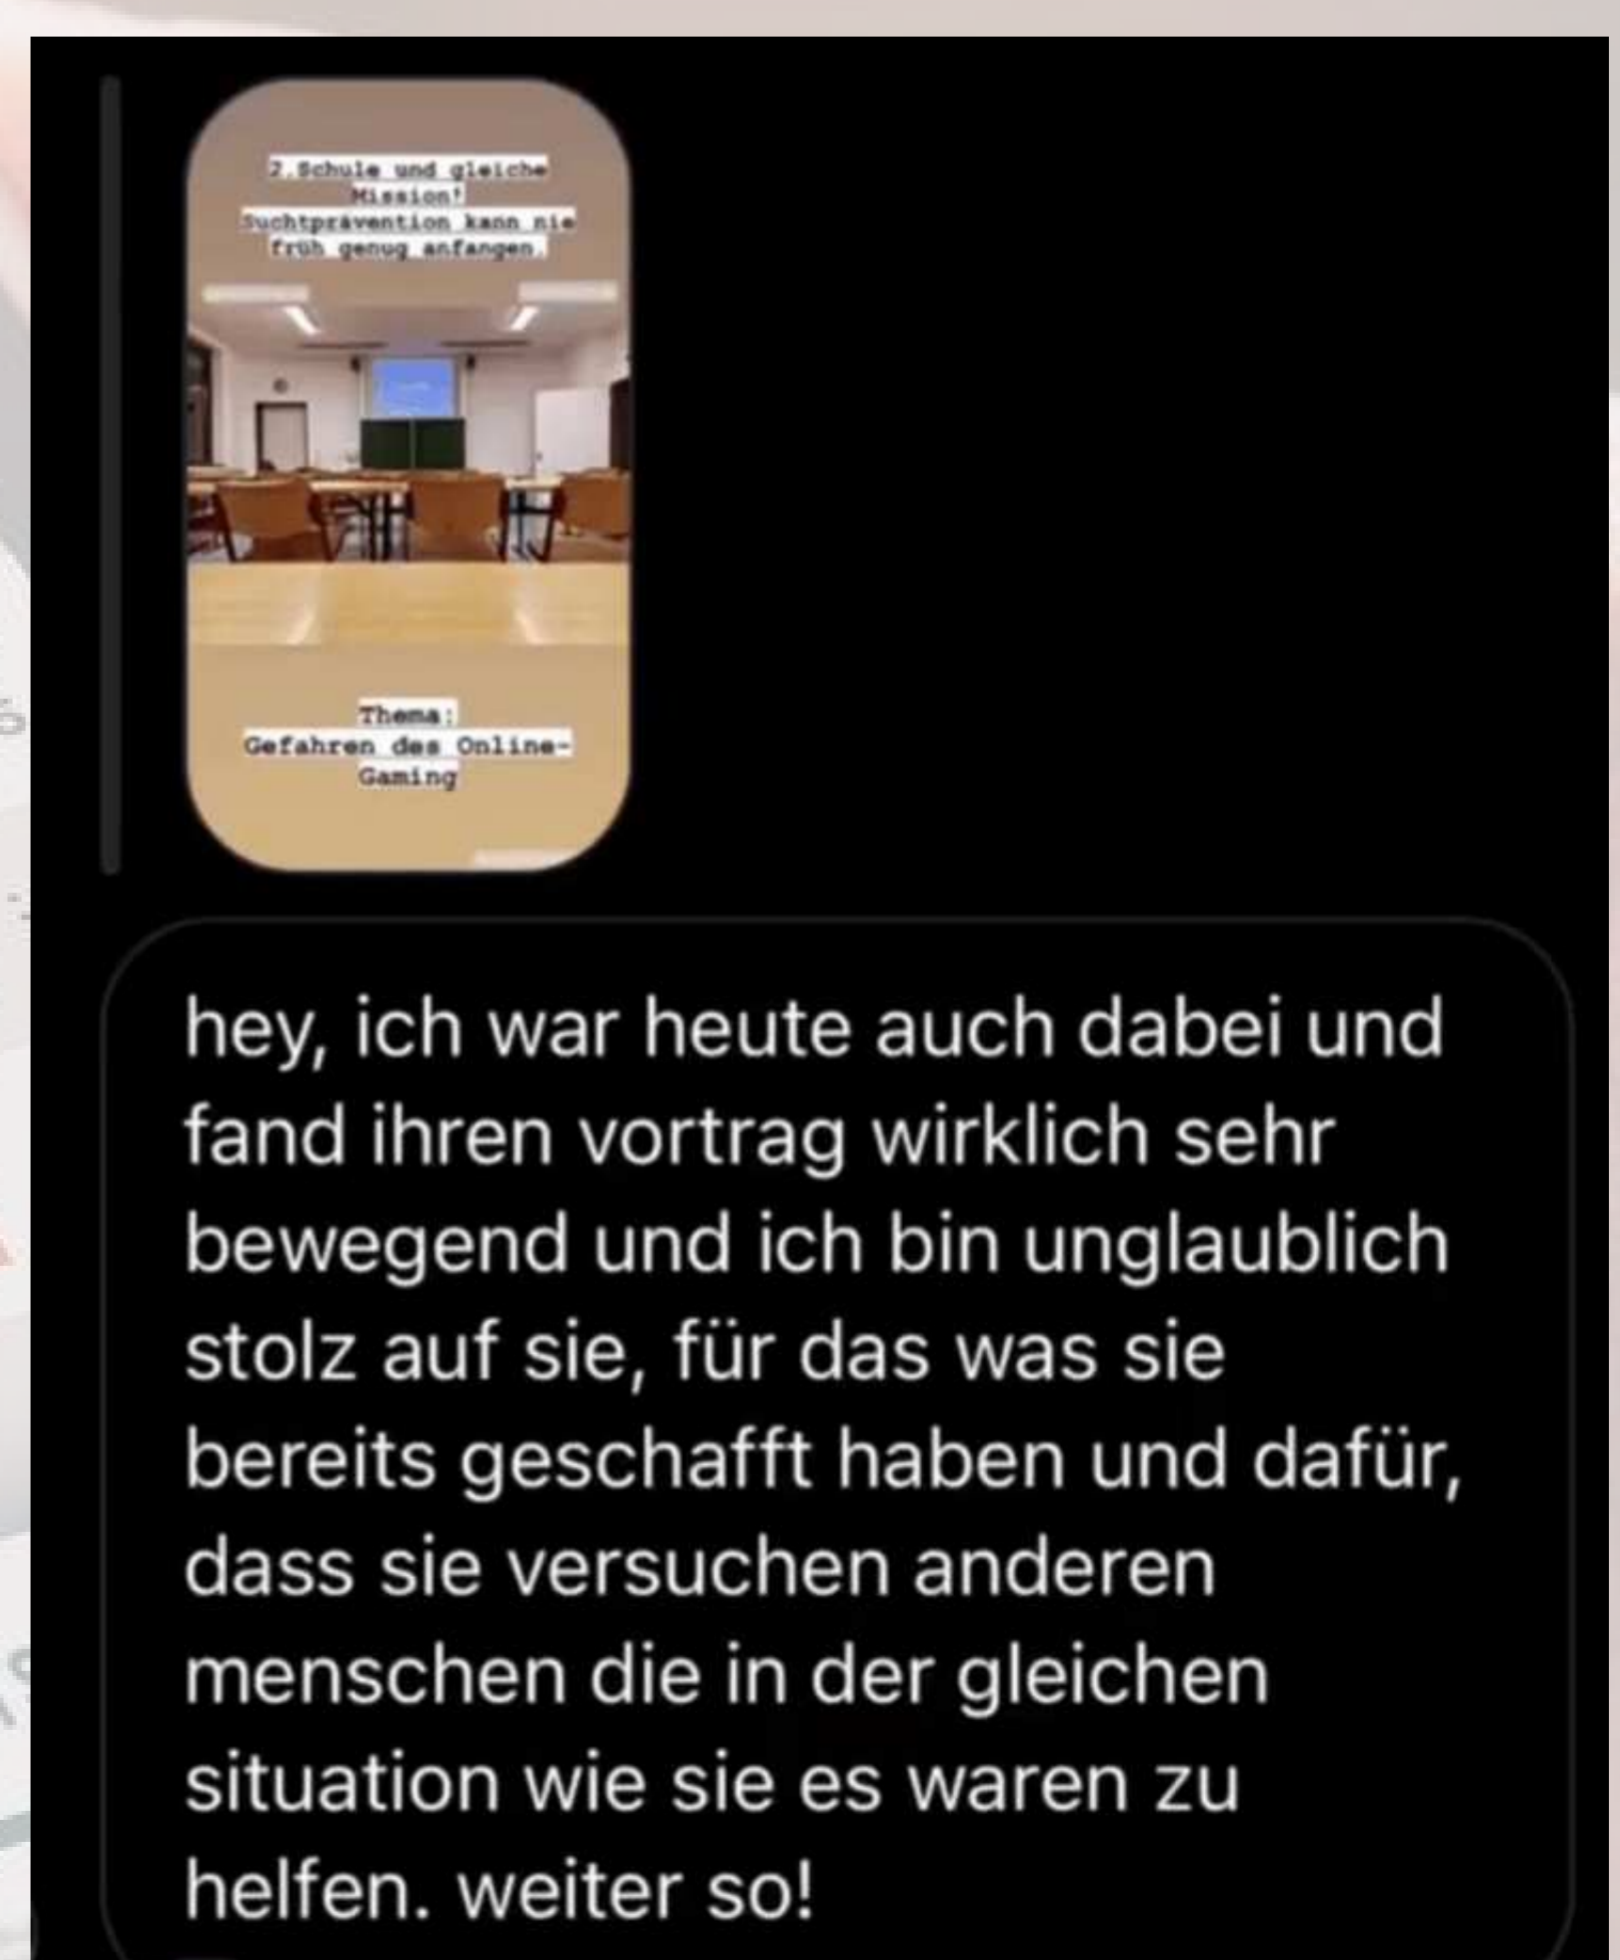 2.Schule und gleiche
Mission!
Suchtprävention kann nie
früh genug anfangen.
Thema:
Gefahren des Online-
Gaming
hey, ich war heute auch dabei und
fand ihren vortrag wirklich sehr
bewegend und ich bin unglaublich
stolz auf sie, für das was sie
bereits geschafft haben und dafür,
dass sie versuchen anderen
menschen die in der gleichen
situation wie sie es waren zu
helfen. weiter so!